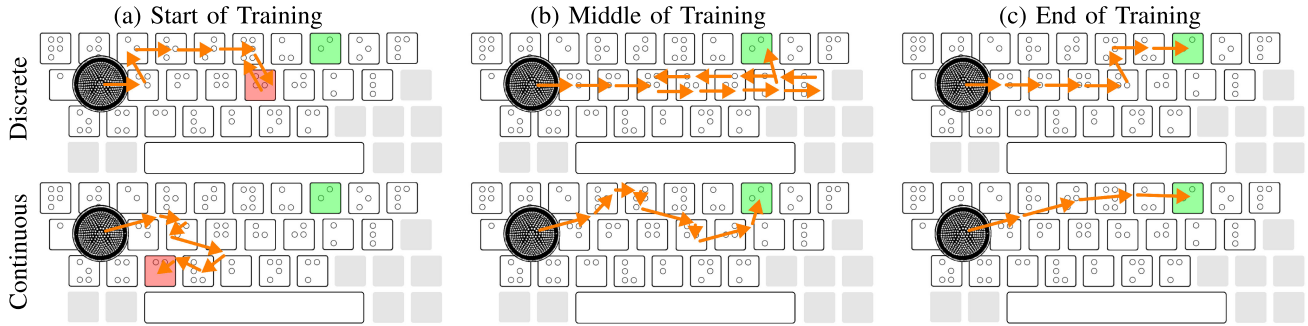 (a) Start of Training
(b) Middle of Training
(c) End of Training
Discrete
Continuous